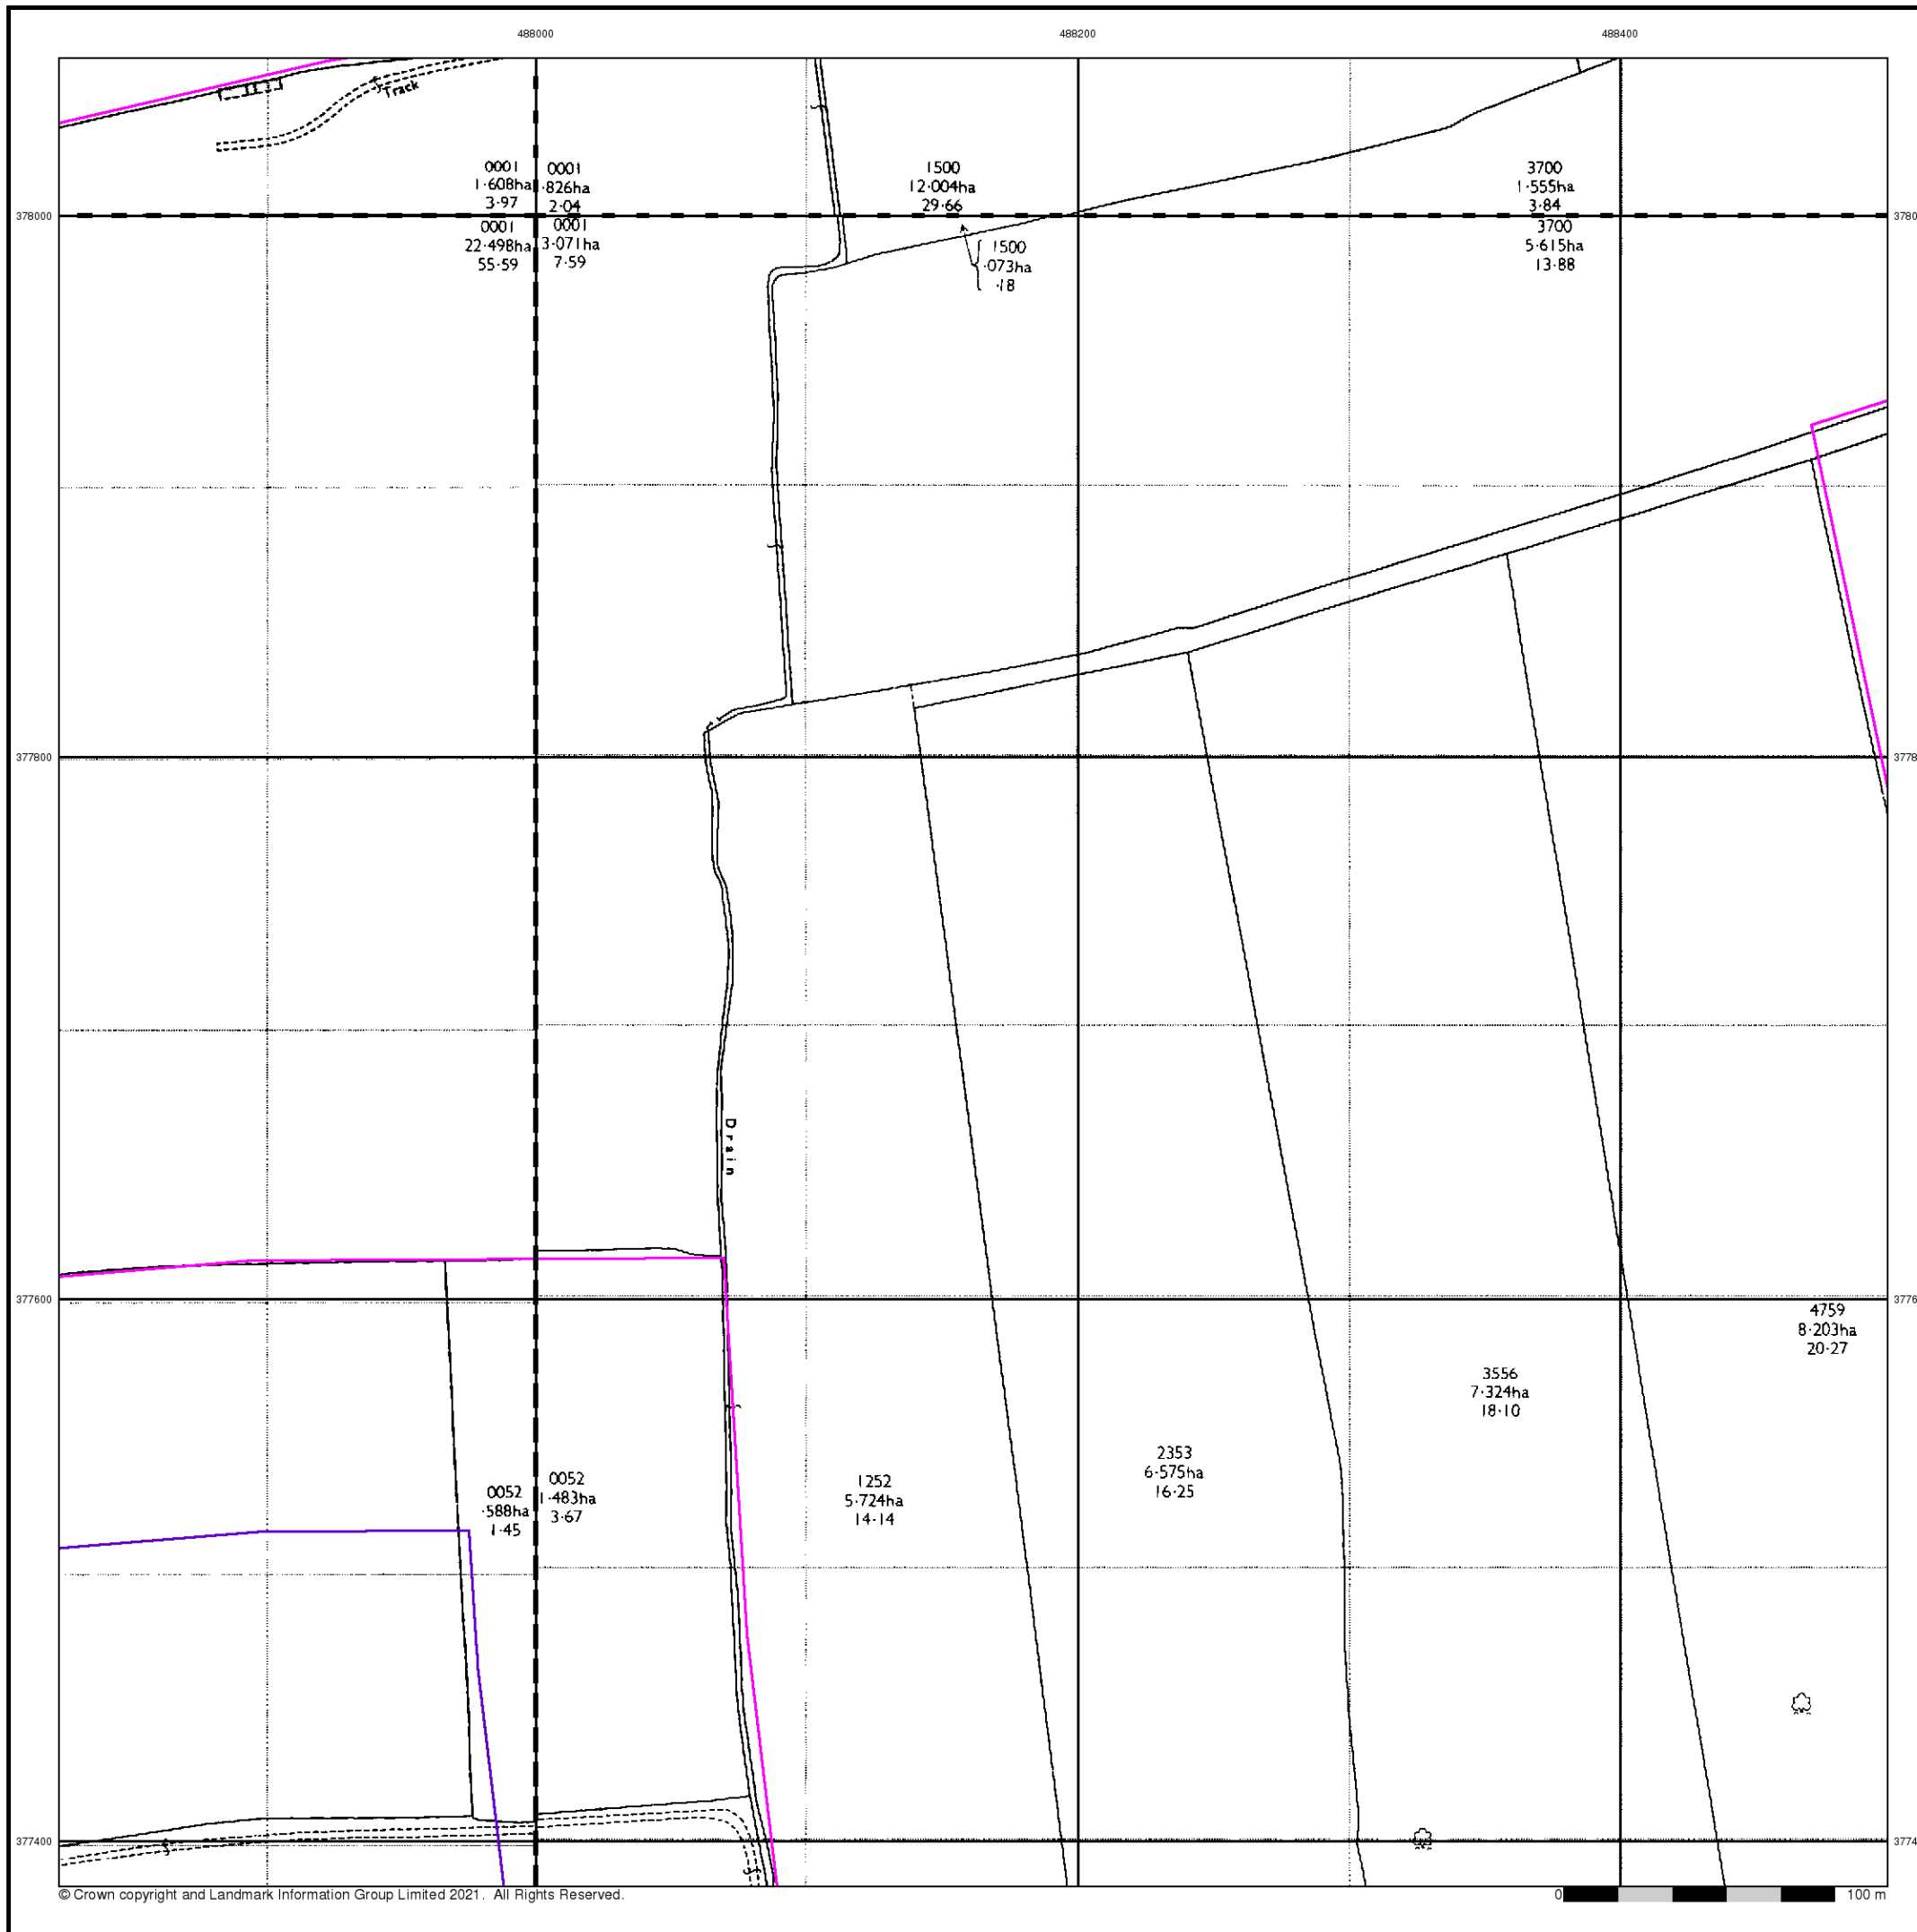 488000
488200
488400
Track
0001
1·608ha
3·97
0001
·826ha
2·04
1500
12·004ha
29·66
3700
1·555ha
3·84
378000
3780
0001
22·498ha
55·59
0001
3·071ha
7·59
1500
·073ha
·18
3700
5·615ha
13·88
377800
3778
Drain
377600
3776
4759
8·203ha
20·27
3556
7·324ha
18·10
2353
6·575ha
16·25
0052
·588ha
1·45
0052
1·483ha
3·67
1252
5·724ha
14·14
377400
3774
© Crown copyright and Landmark Information Group Limited 2021. All Rights Reserved.
0 100 m